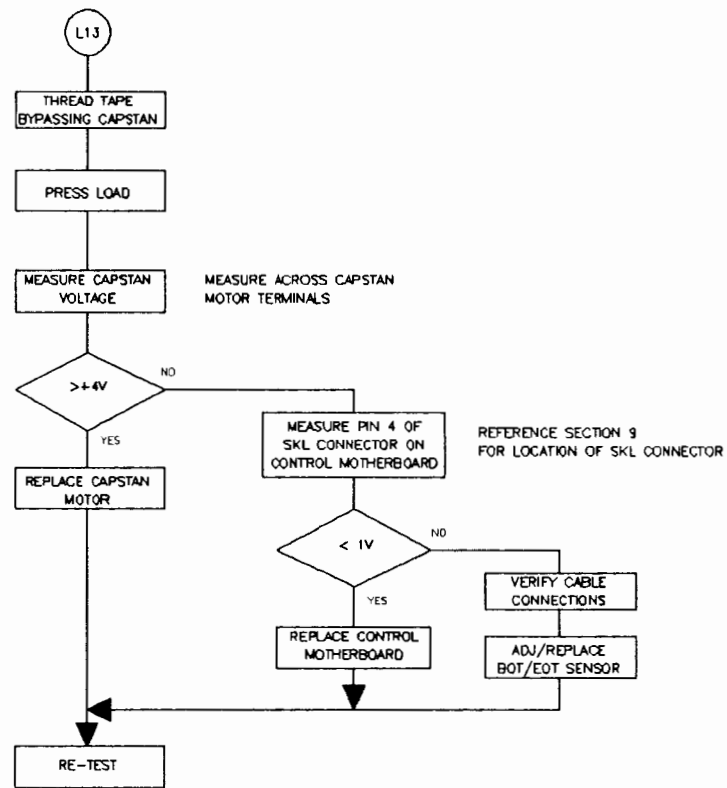 L13
THREAD TAPE
BYPASSING CAPSTAN
PRESS LOAD
MEASURE CAPSTAN
VOLTAGE
MEASURE ACROSS CAPSTAN
MOTOR TERMINALS
>+4V
NO
YES
MEASURE PIN 4 OF
SKL CONNECTOR ON
CONTROL MOTHERBOARD
REFERENCE SECTION 9
FOR LOCATION OF SKL CONNECTOR
REPLACE CAPSTAN
MOTOR
< 1V
NO
YES
VERIFY CABLE
CONNECTIONS
REPLACE CONTROL
MOTHERBOARD
ADJ/REPLACE
BOT/EOT SENSOR
RE-TEST